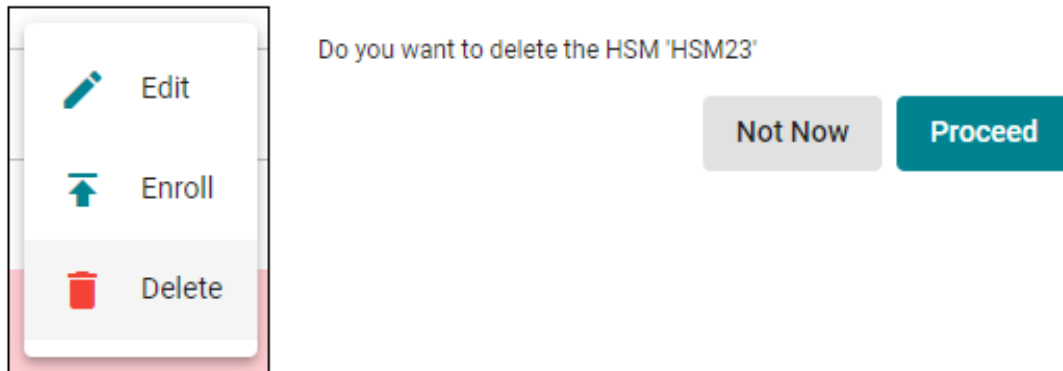 Edit
Enroll
Delete
Do you want to delete the HSM 'HSM23'
Not Now
Proceed